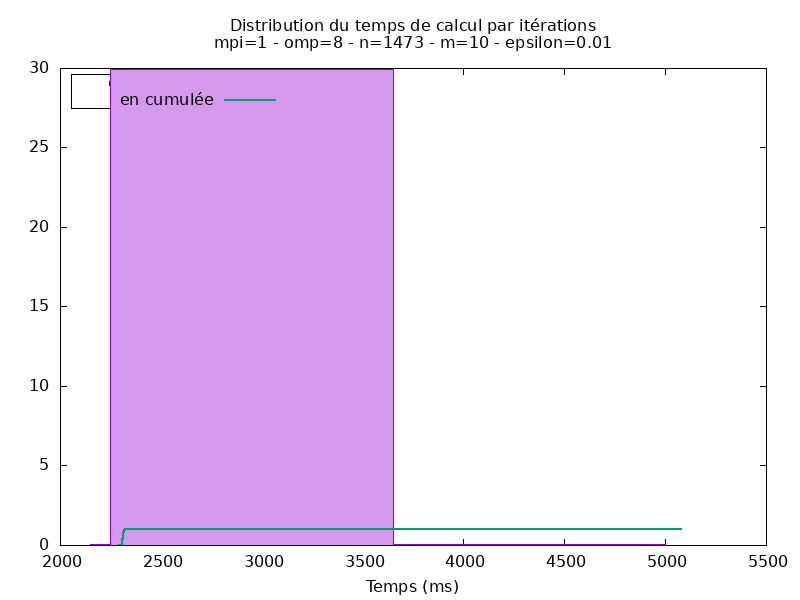 Distribution du temps de calcul par itérations
mpi=1 - omp=8 - n=1473 - m=10 - epsilon=0.01
30
en cumulée
25
20
15
10
5
0
2000 2500 3000 3500 4000 4500 5000 5500
Temps (ms)